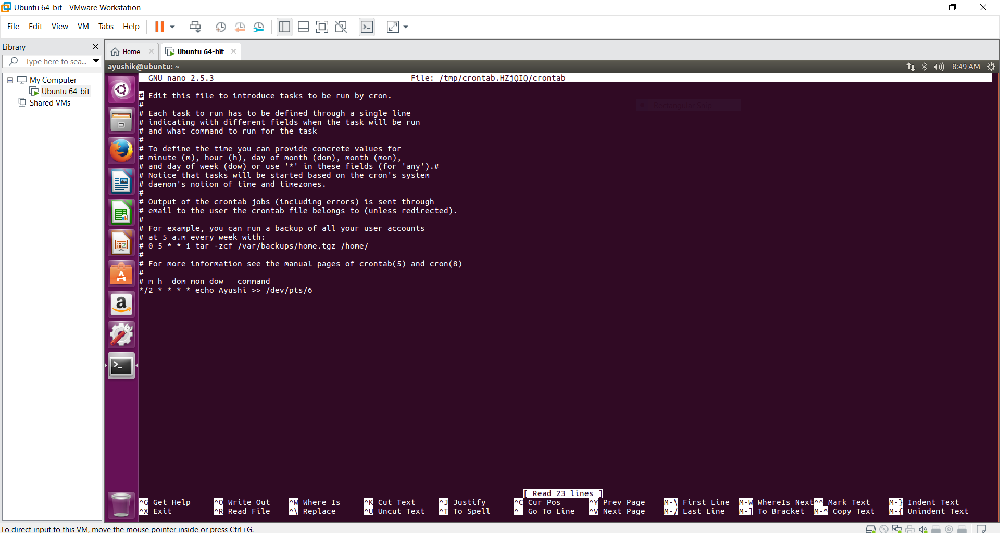 Ubuntu 64-bit - VMware Workstation
File Edit View VM Tabs Help
Library
Home
Ubuntu 64-bit
Type here to sea...
My Computer
Ubuntu 64-bit
Shared VMs
ayushik@ubuntu: ~
8:49 AM
GNU nano 2.5.3 File: /tmp/crontab.HZjQIQ/crontab
Rectangular Snip
# Edit this file to introduce tasks to be run by cron.
#
# Each task to run has to be defined through a single line
# indicating with different fields when the task will be run
# and what command to run for the task
#
# To define the time you can provide concrete values for
# minute (m), hour (h), day of month (dom), month (mon),
# and day of week (dow) or use '*' in these fields (for 'any').#
# Notice that tasks will be started based on the cron's system
# daemon's notion of time and timezones.
#
# Output of the crontab jobs (including errors) is sent through
# email to the user the crontab file belongs to (unless redirected).
#
# For example, you can run a backup of all your user accounts
# at 5 a.m every week with:
# 0 5 * * 1 tar -zcf /var/backups/home.tgz /home/
#
# For more information see the manual pages of crontab(5) and cron(8)
#
# m h  dom mon dow   command
*/2 * * * * echo Ayushi >> /dev/pts/6
[ Read 23 lines ]
^G Get Help ^O Write Out ^W Where Is ^K Cut Text ^J Justify ^C Cur Pos ^Y Prev Page M-\ First Line M-W WhereIs Next ^^ Mark Text M-} Indent Text
^X Exit ^R Read File ^\ Replace ^U Uncut Text ^T To Spell ^_ Go To Line ^V Next Page M-/ Last Line M-] To Bracket M-^ Copy Text M-{ Unindent Text
To direct input to this VM, move the mouse pointer inside or press Ctrl+G.